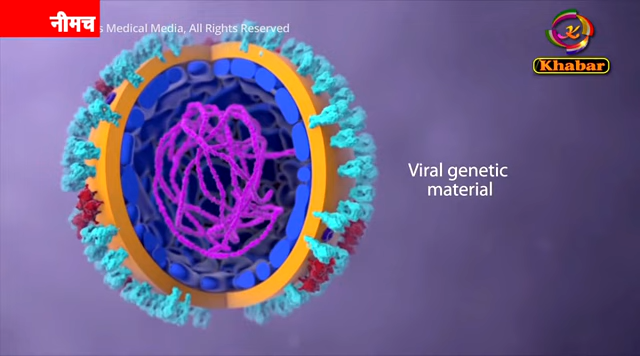 नीमच
s Medical Media, All Rights Reserved
K
Khabar
Viral genetic
material